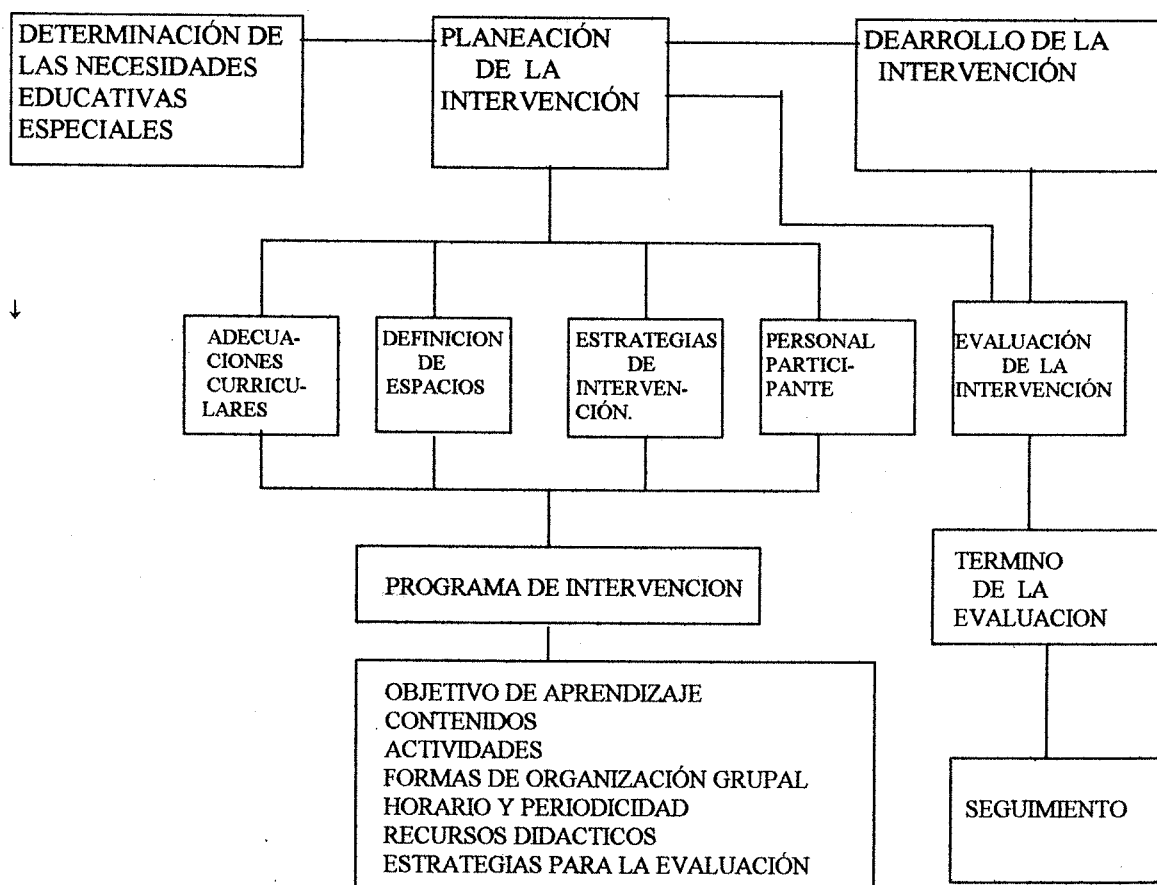 DETERMINACIÓN DE
LAS NECESIDADES
EDUCATIVAS
ESPECIALES
PLANEACIÓN
DE LA
INTERVENCIÓN
DEARROLLO DE LA
INTERVENCIÓN
↓
ADECUA-
CIONES
CURRICU-
LARES
DEFINICION
DE
ESPACIOS
ESTRATEGIAS
DE
INTERVEN-
CIÓN.
PERSONAL
PARTICI-
PANTE
EVALUACIÓN
DE LA
INTERVENCIÓN
PROGRAMA DE INTERVENCION
TERMINO
DE LA
EVALUACION
OBJETIVO DE APRENDIZAJE
CONTENIDOS
ACTIVIDADES
FORMAS DE ORGANIZACIÓN GRUPAL
HORARIO Y PERIODICIDAD
RECURSOS DIDACTICOS
ESTRATEGIAS PARA LA EVALUACIÓN
SEGUIMIENTO